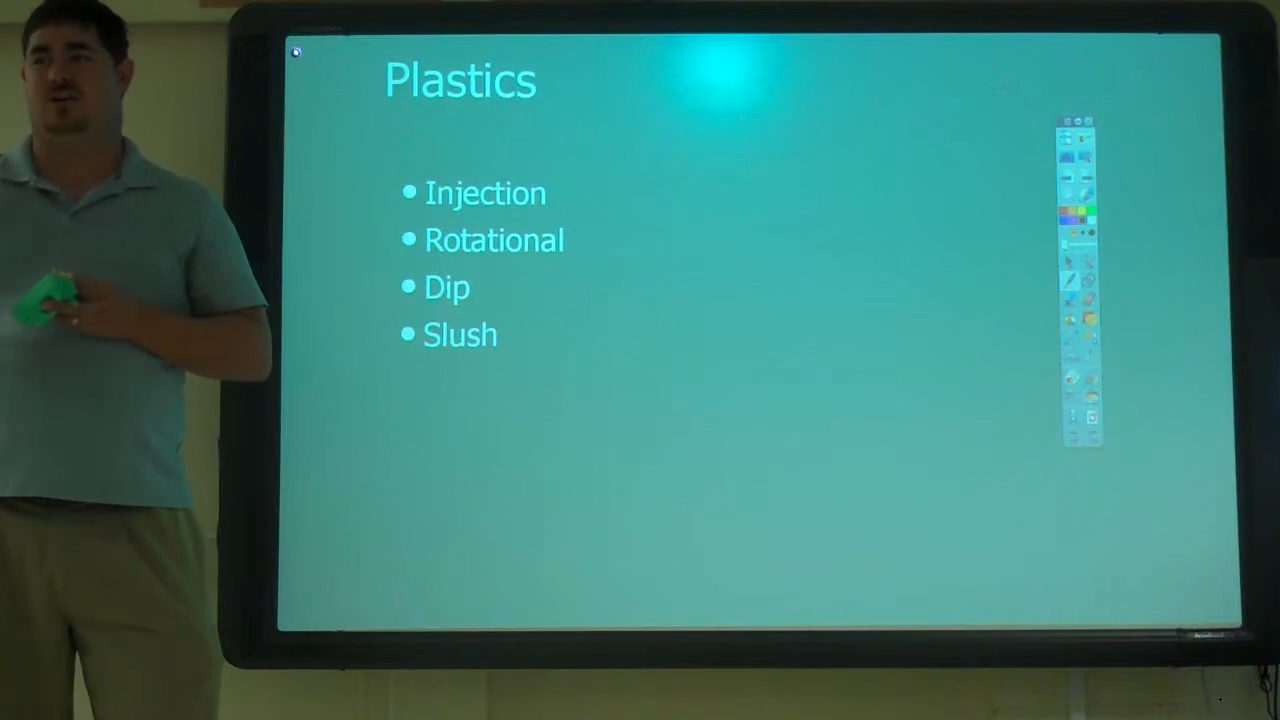 Plastics
• Injection
• Rotational
• Dip
• Slush